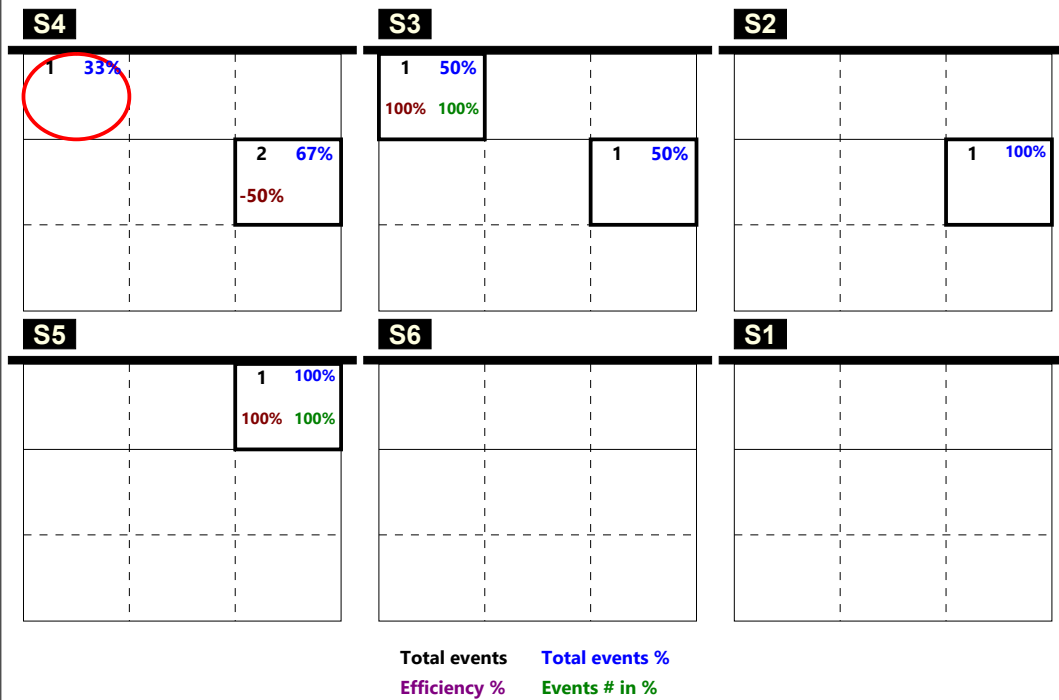 S4 S3 S2
1 33% 1 50%
100% 100%
2 67% 1 50% 1 100%
-50%
S5 S6 S1
1 100%
100% 100%
Total events Total events %
Efficiency % Events # in %